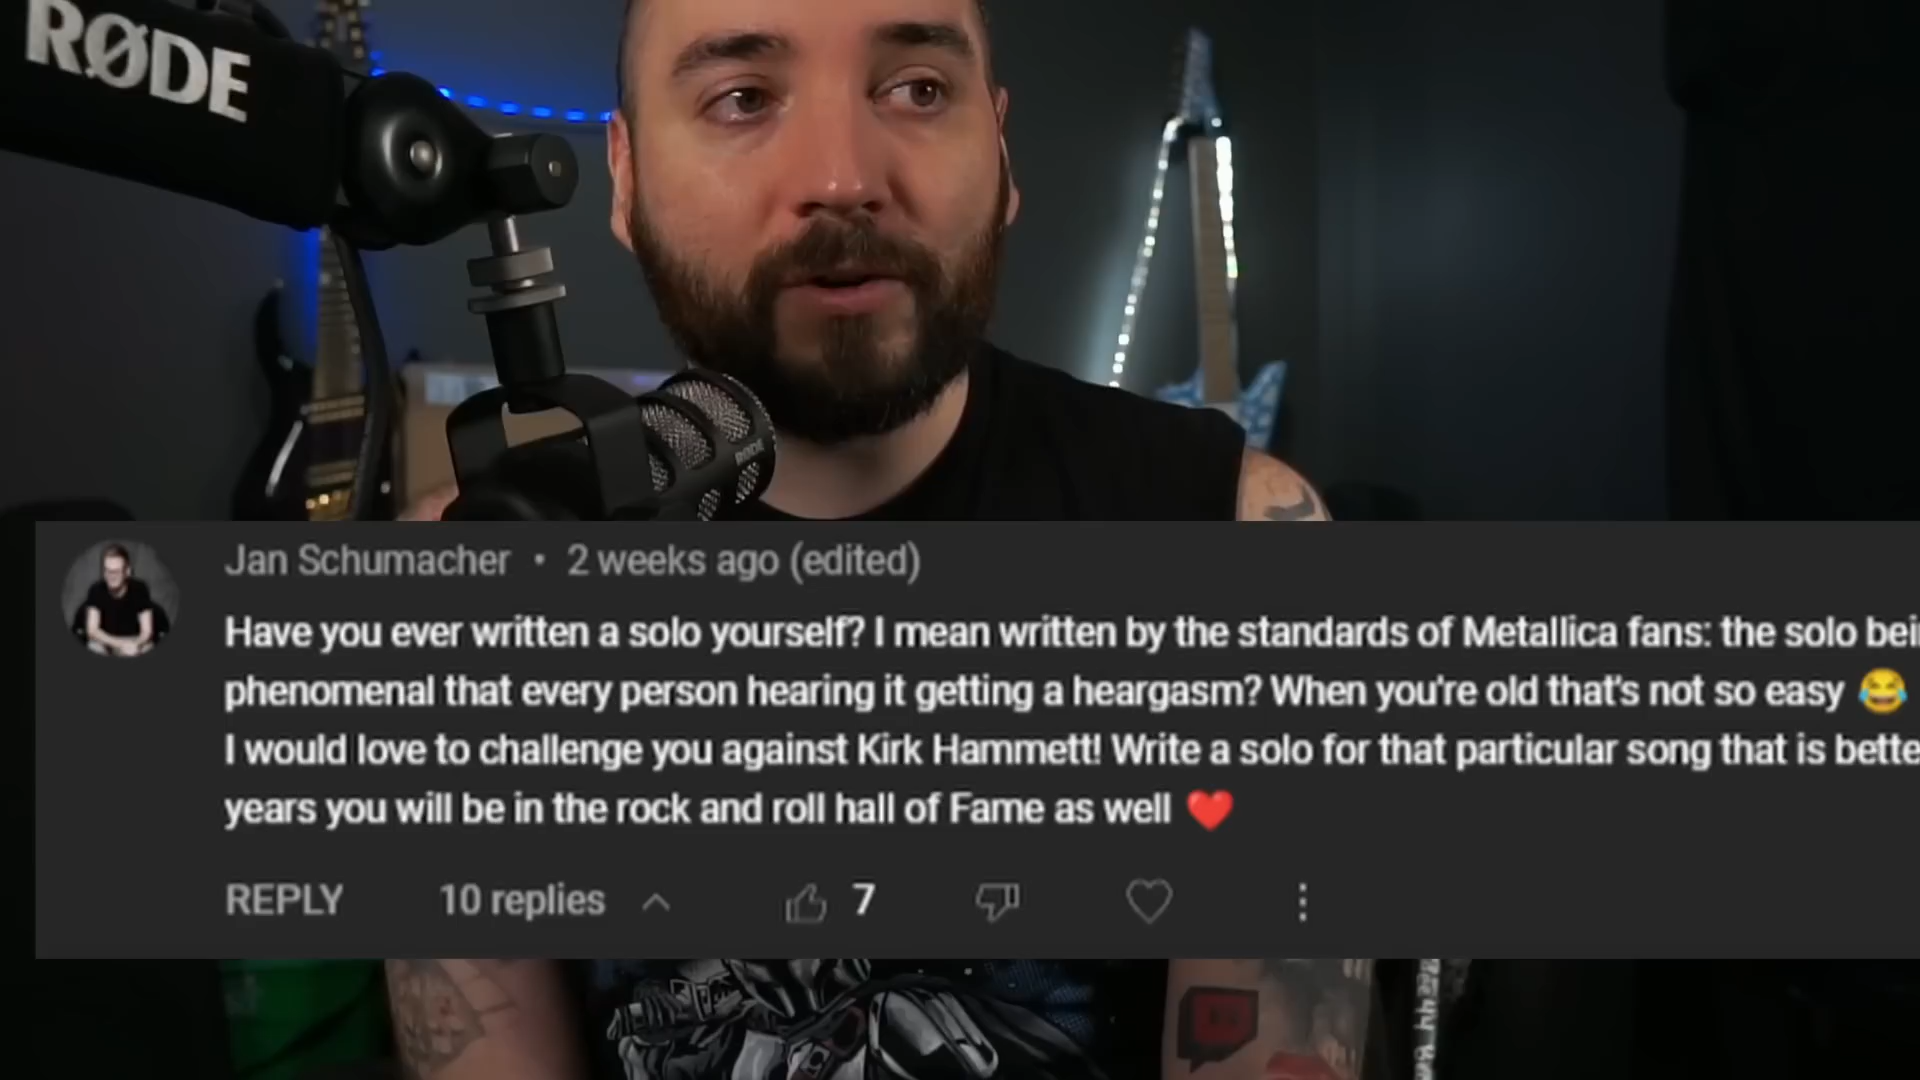 RØDE
RØDE
Jan Schumacher • 2 weeks ago (edited)
Have you ever written a solo yourself? I mean written by the standards of Metallica fans: the solo bei
phenomenal that every person hearing it getting a heargasm? When you're old that's not so easy 😂
I would love to challenge you against Kirk Hammett! Write a solo for that particular song that is bette
years you will be in the rock and roll hall of Fame as well ❤️
REPLY 10 replies 7